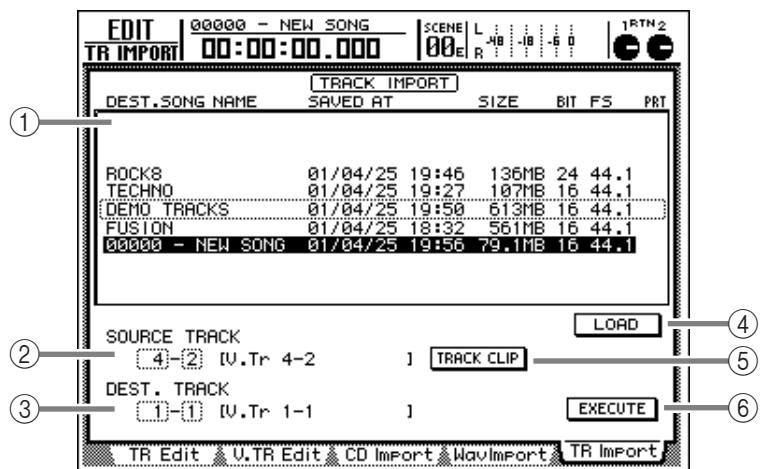 EDIT
TR IMPORT
00000 - NEW SONG
00:00:00.000
SCENE
00E
L
R -48 -18 -6 0
1RTN2
TRACK IMPORT
DEST.SONG NAME SAVED AT SIZE BIT FS PRT
①
ROCK8 01/04/25 19:46 136MB 24 44.1
TECHNO 01/04/25 19:27 107MB 16 44.1
DEMO TRACKS 01/04/25 19:50 613MB 16 44.1
FUSION 01/04/25 18:32 561MB 16 44.1
00000 - NEW SONG 01/04/25 19:56 79.1MB 16 44.1
LOAD ④
SOURCE TRACK
② 4-2 [V.Tr 4-2 ] TRACK CLIP ⑤
DEST. TRACK
③ 1-1 [V.Tr 1-1 ] EXECUTE ⑥
TR Edit V.TR Edit CD Import WavImport TR Import